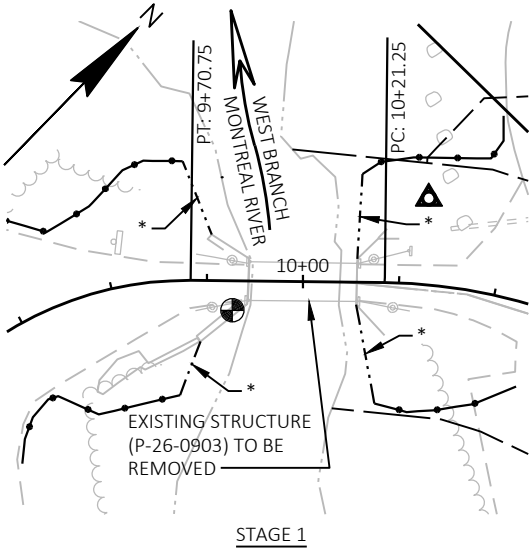 N
PT: 9+70.75
WEST BRANCH
MONTREAL RIVER
PC: 10+21.25
*
*
10+00
*
*
EXISTING STRUCTURE
(P-26-0903) TO BE
REMOVED
STAGE 1